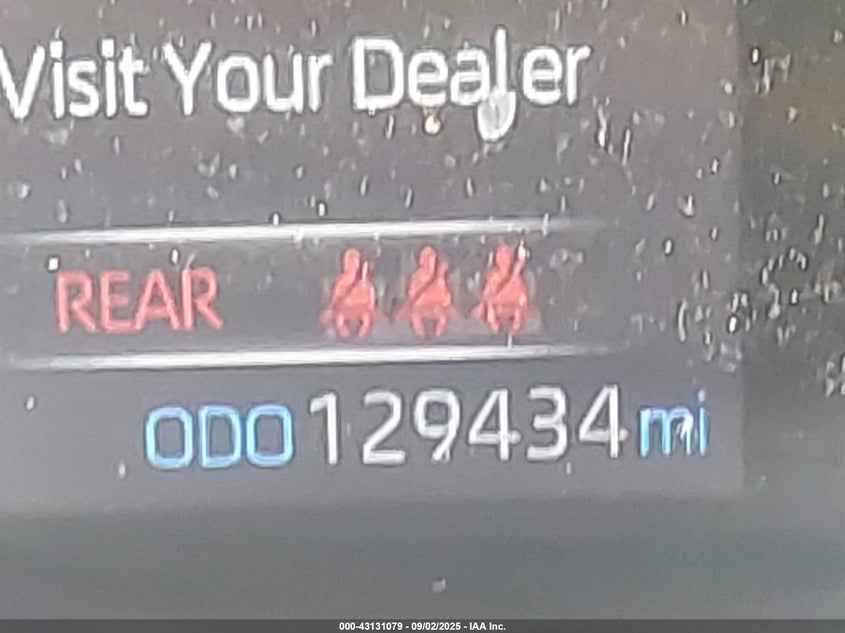 Visit Your Dealer
REAR
ODO 129434 mi
000-43131079 - 09/02/2025 - IAA Inc.